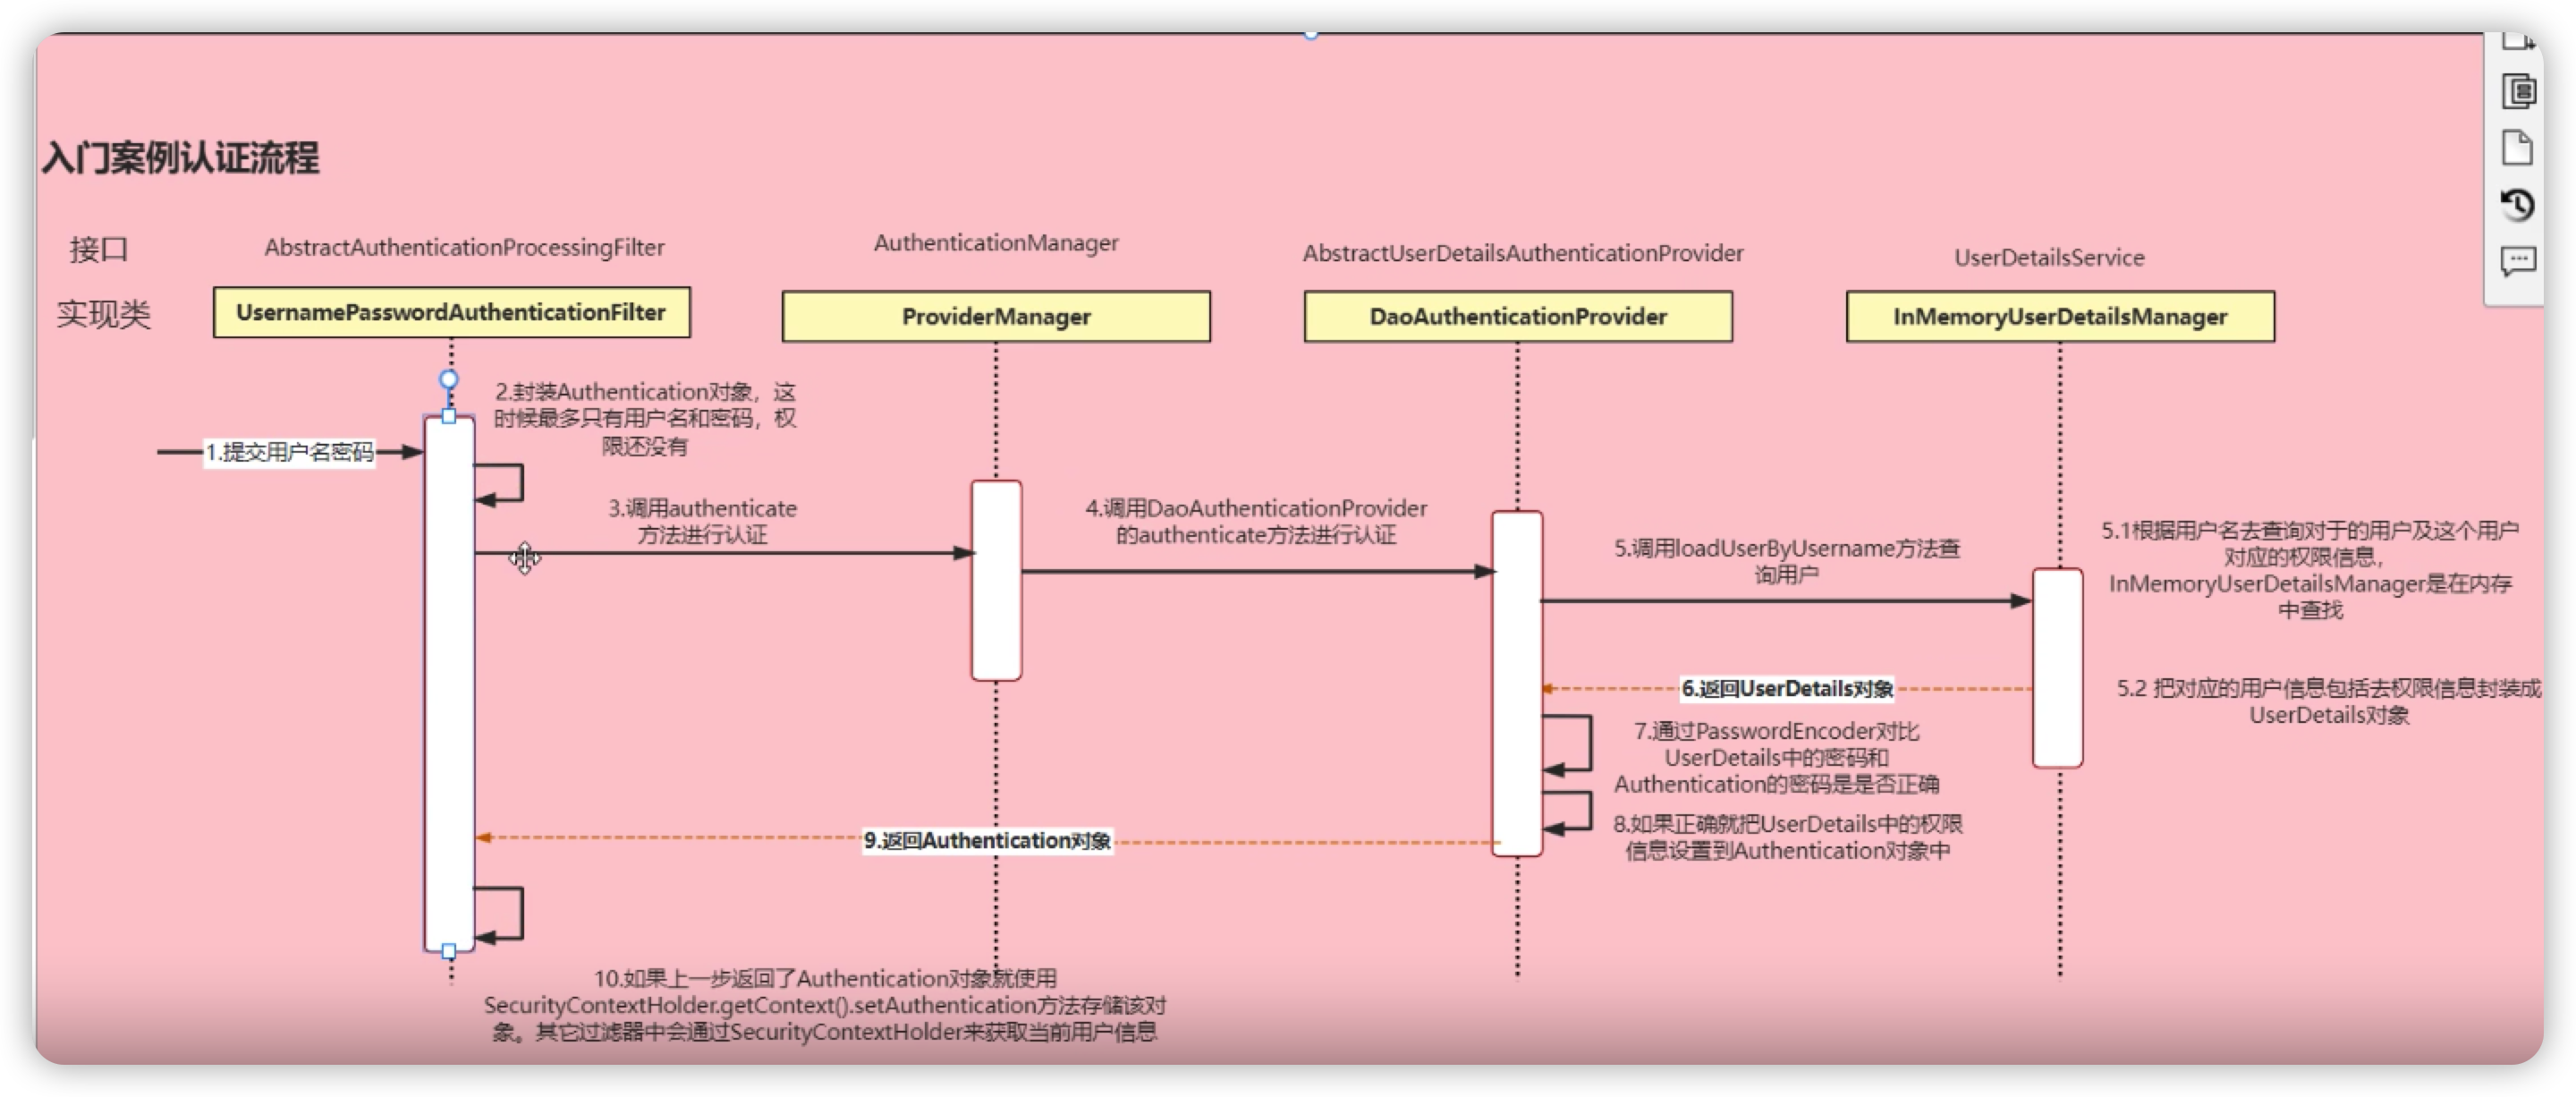 入门案例认证流程
接口
AbstractAuthenticationProcessingFilter
AuthenticationManager
AbstractUserDetailsAuthenticationProvider
UserDetailsService
实现类
UsernamePasswordAuthenticationFilter
ProviderManager
DaoAuthenticationProvider
InMemoryUserDetailsManager
1.提交用户名密码
2.封装Authentication对象，这
时候最多只有用户名和密码，权
限还没有
3.调用authenticate
方法进行认证
4.调用DaoAuthenticationProvider
的authenticate方法进行认证
5.调用loadUserByUsername方法查
询用户
5.1根据用户名去查询对于的用户及这个用户
对应的权限信息，
InMemoryUserDetailsManager是在内存
中查找
5.2 把对应的用户信息包括去权限信息封装成
UserDetails对象
6.返回UserDetails对象
7.通过PasswordEncoder对比
UserDetails中的密码和
Authentication的密码是是否正确
8.如果正确就把UserDetails中的权限
信息设置到Authentication对象中
9.返回Authentication对象
10.如果上一步返回了Authentication对象就使用
SecurityContextHolder.getContext().setAuthentication方法存储该对
象。其它过滤器中会通过SecurityContextHolder来获取当前用户信息